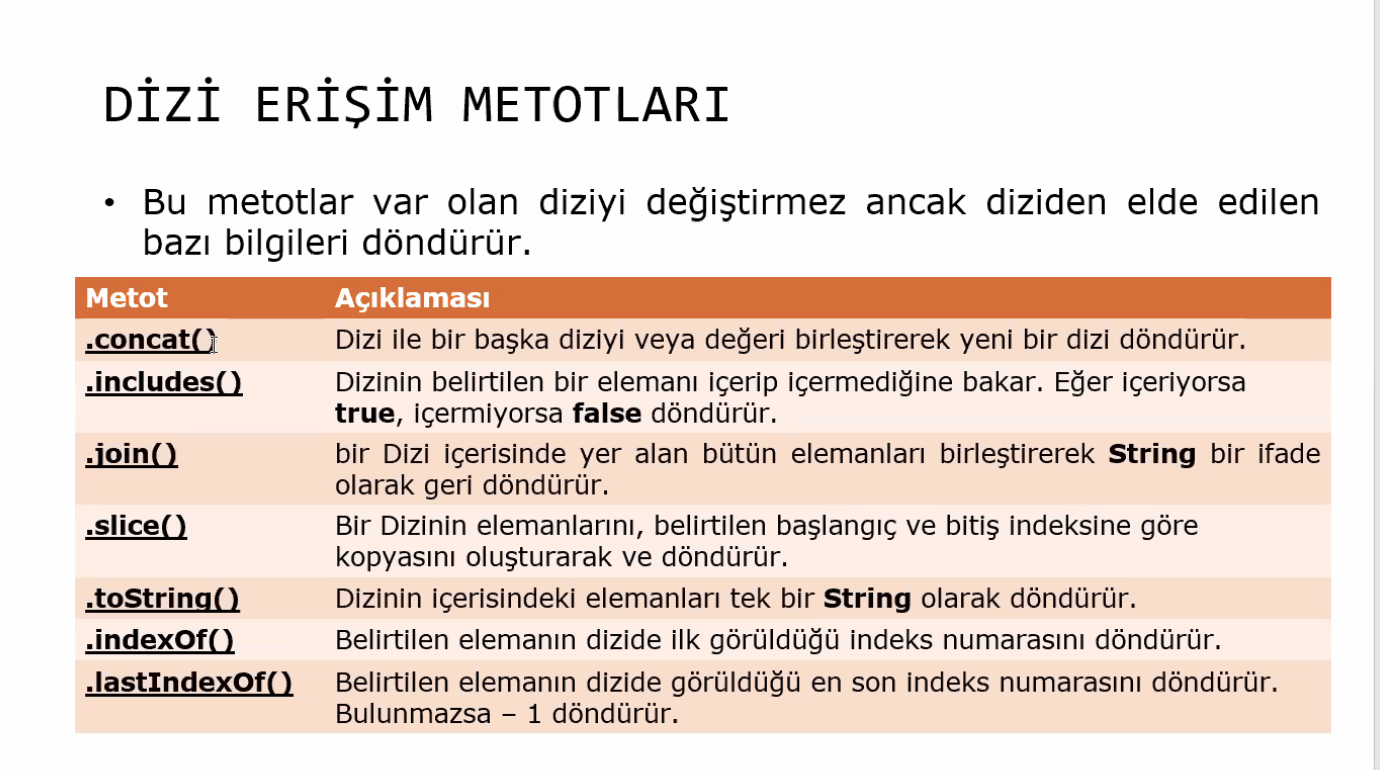 DİZİ ERİŞİM METOTLARI
• Bu metotlar var olan diziyi değiştirmez ancak diziden elde edilen
bazı bilgileri döndürür.
Metot Açıklaması
.concat() Dizi ile bir başka diziyi veya değeri birleştirerek yeni bir dizi döndürür.
.includes() Dizinin belirtilen bir elemanı içerip içermediğine bakar. Eğer içeriyorsa
true, içermiyorsa false döndürür.
.join() bir Dizi içerisinde yer alan bütün elemanları birleştirerek String bir ifade
olarak geri döndürür.
.slice() Bir Dizinin elemanlarını, belirtilen başlangıç ve bitiş indeksine göre
kopyasını oluşturarak ve döndürür.
.toString() Dizinin içerisindeki elemanları tek bir String olarak döndürür.
.indexOf() Belirtilen elemanın dizide ilk görüldüğü indeks numarasını döndürür.
.lastIndexOf() Belirtilen elemanın dizide görüldüğü en son indeks numarasını döndürür.
Bulunmazsa – 1 döndürür.